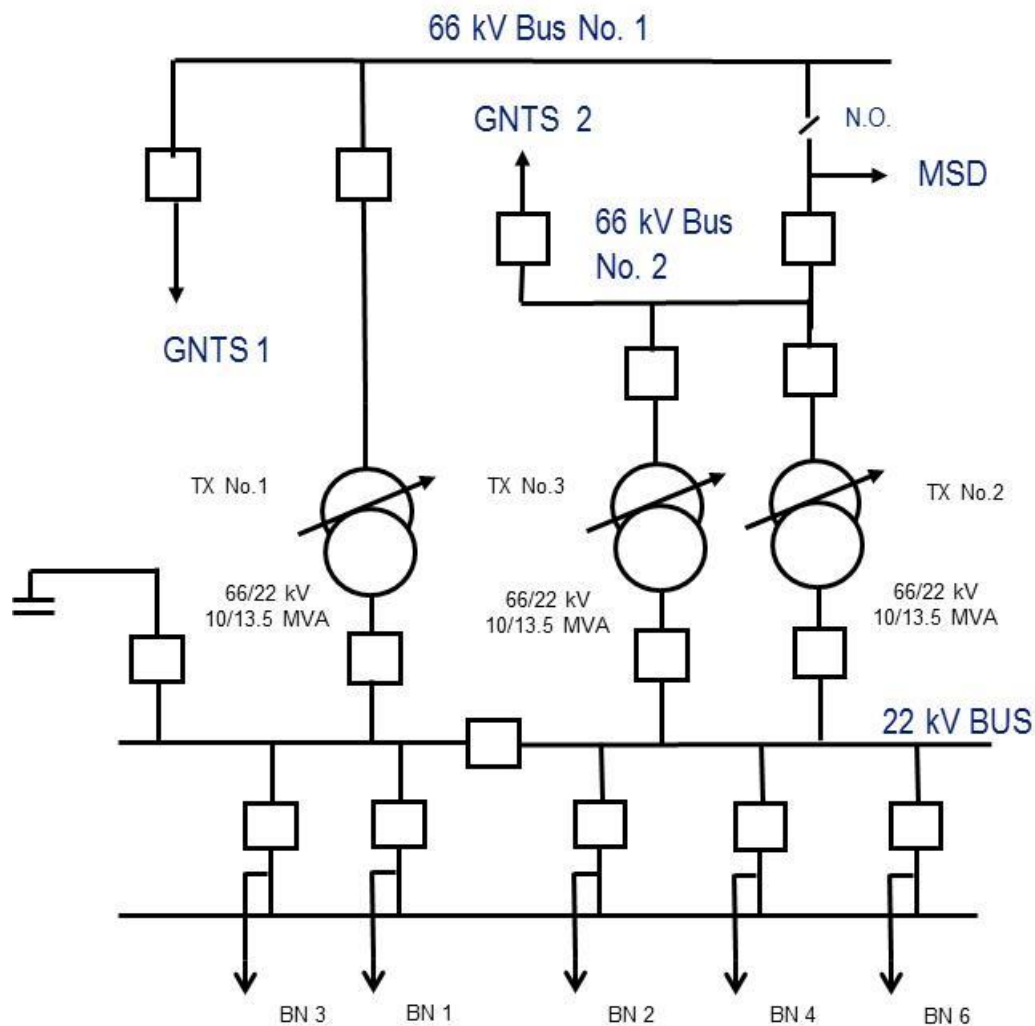 66 kV Bus No. 1
GNTS 2
N.O.
MSD
66 kV Bus
No. 2
GNTS 1
TX No.1
TX No.3
TX No.2
66/22 kV
10/13.5 MVA
66/22 kV
10/13.5 MVA
66/22 kV
10/13.5 MVA
22 kV BUS
BN 3
BN 1
BN 2
BN 4
BN 6